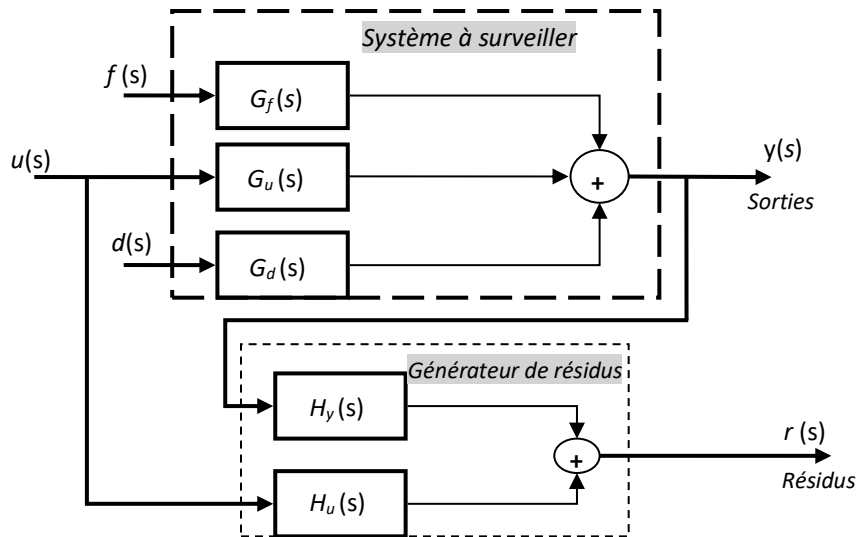 Système à surveiller
f (s)
G_f(s)
u(s)
G_u (s)
y(s)
+
Sorties
d(s)
G_d (s)
Générateur de résidus
H_y (s)
r (s)
+
Résidus
H_u (s)